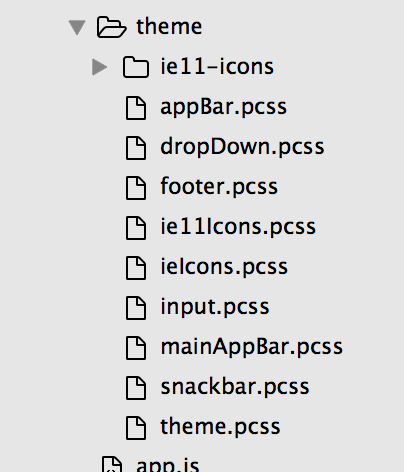 theme
ie11-icons
appBar.pcss
dropDown.pcss
footer.pcss
ie11Icons.pcss
ieIcons.pcss
input.pcss
mainAppBar.pcss
snackbar.pcss
theme.pcss
app.js